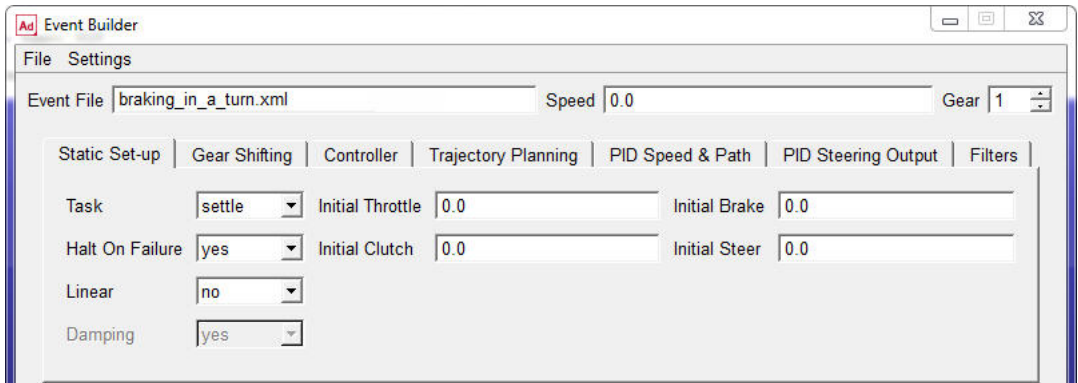 Ad Event Builder
File Settings
Event File braking_in_a_turn.xml Speed 0.0 Gear 1
Static Set-up Gear Shifting Controller Trajectory Planning PID Speed & Path PID Steering Output Filters
Task settle Initial Throttle 0.0 Initial Brake 0.0
Halt On Failure yes Initial Clutch 0.0 Initial Steer 0.0
Linear no
Damping yes